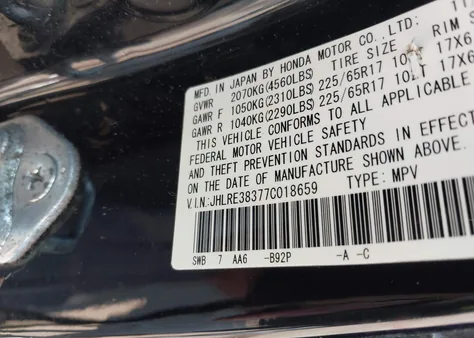 MFD. IN JAPAN BY HONDA MOTOR CO., LTD:
TIRE SIZE RIM S
GVWR 2070KG(4560LBS)
GAWR F 1050KG(2310LBS) 225/65R17 17X6
GAWR R 1040KG(2290LBS) 225/65R17 17X6
THIS VEHICLE CONFORMS TO ALL APPLICABLE
FEDERAL MOTOR VEHICLE SAFETY
AND THEFT PREVENTION STANDARDS IN EFFECT
ON THE DATE OF MANUFACTURE SHOWN ABOVE.
V.I.N:JHLRE38377C018659 TYPE: MPV
SWB 7 AA6 -B92P -A -C